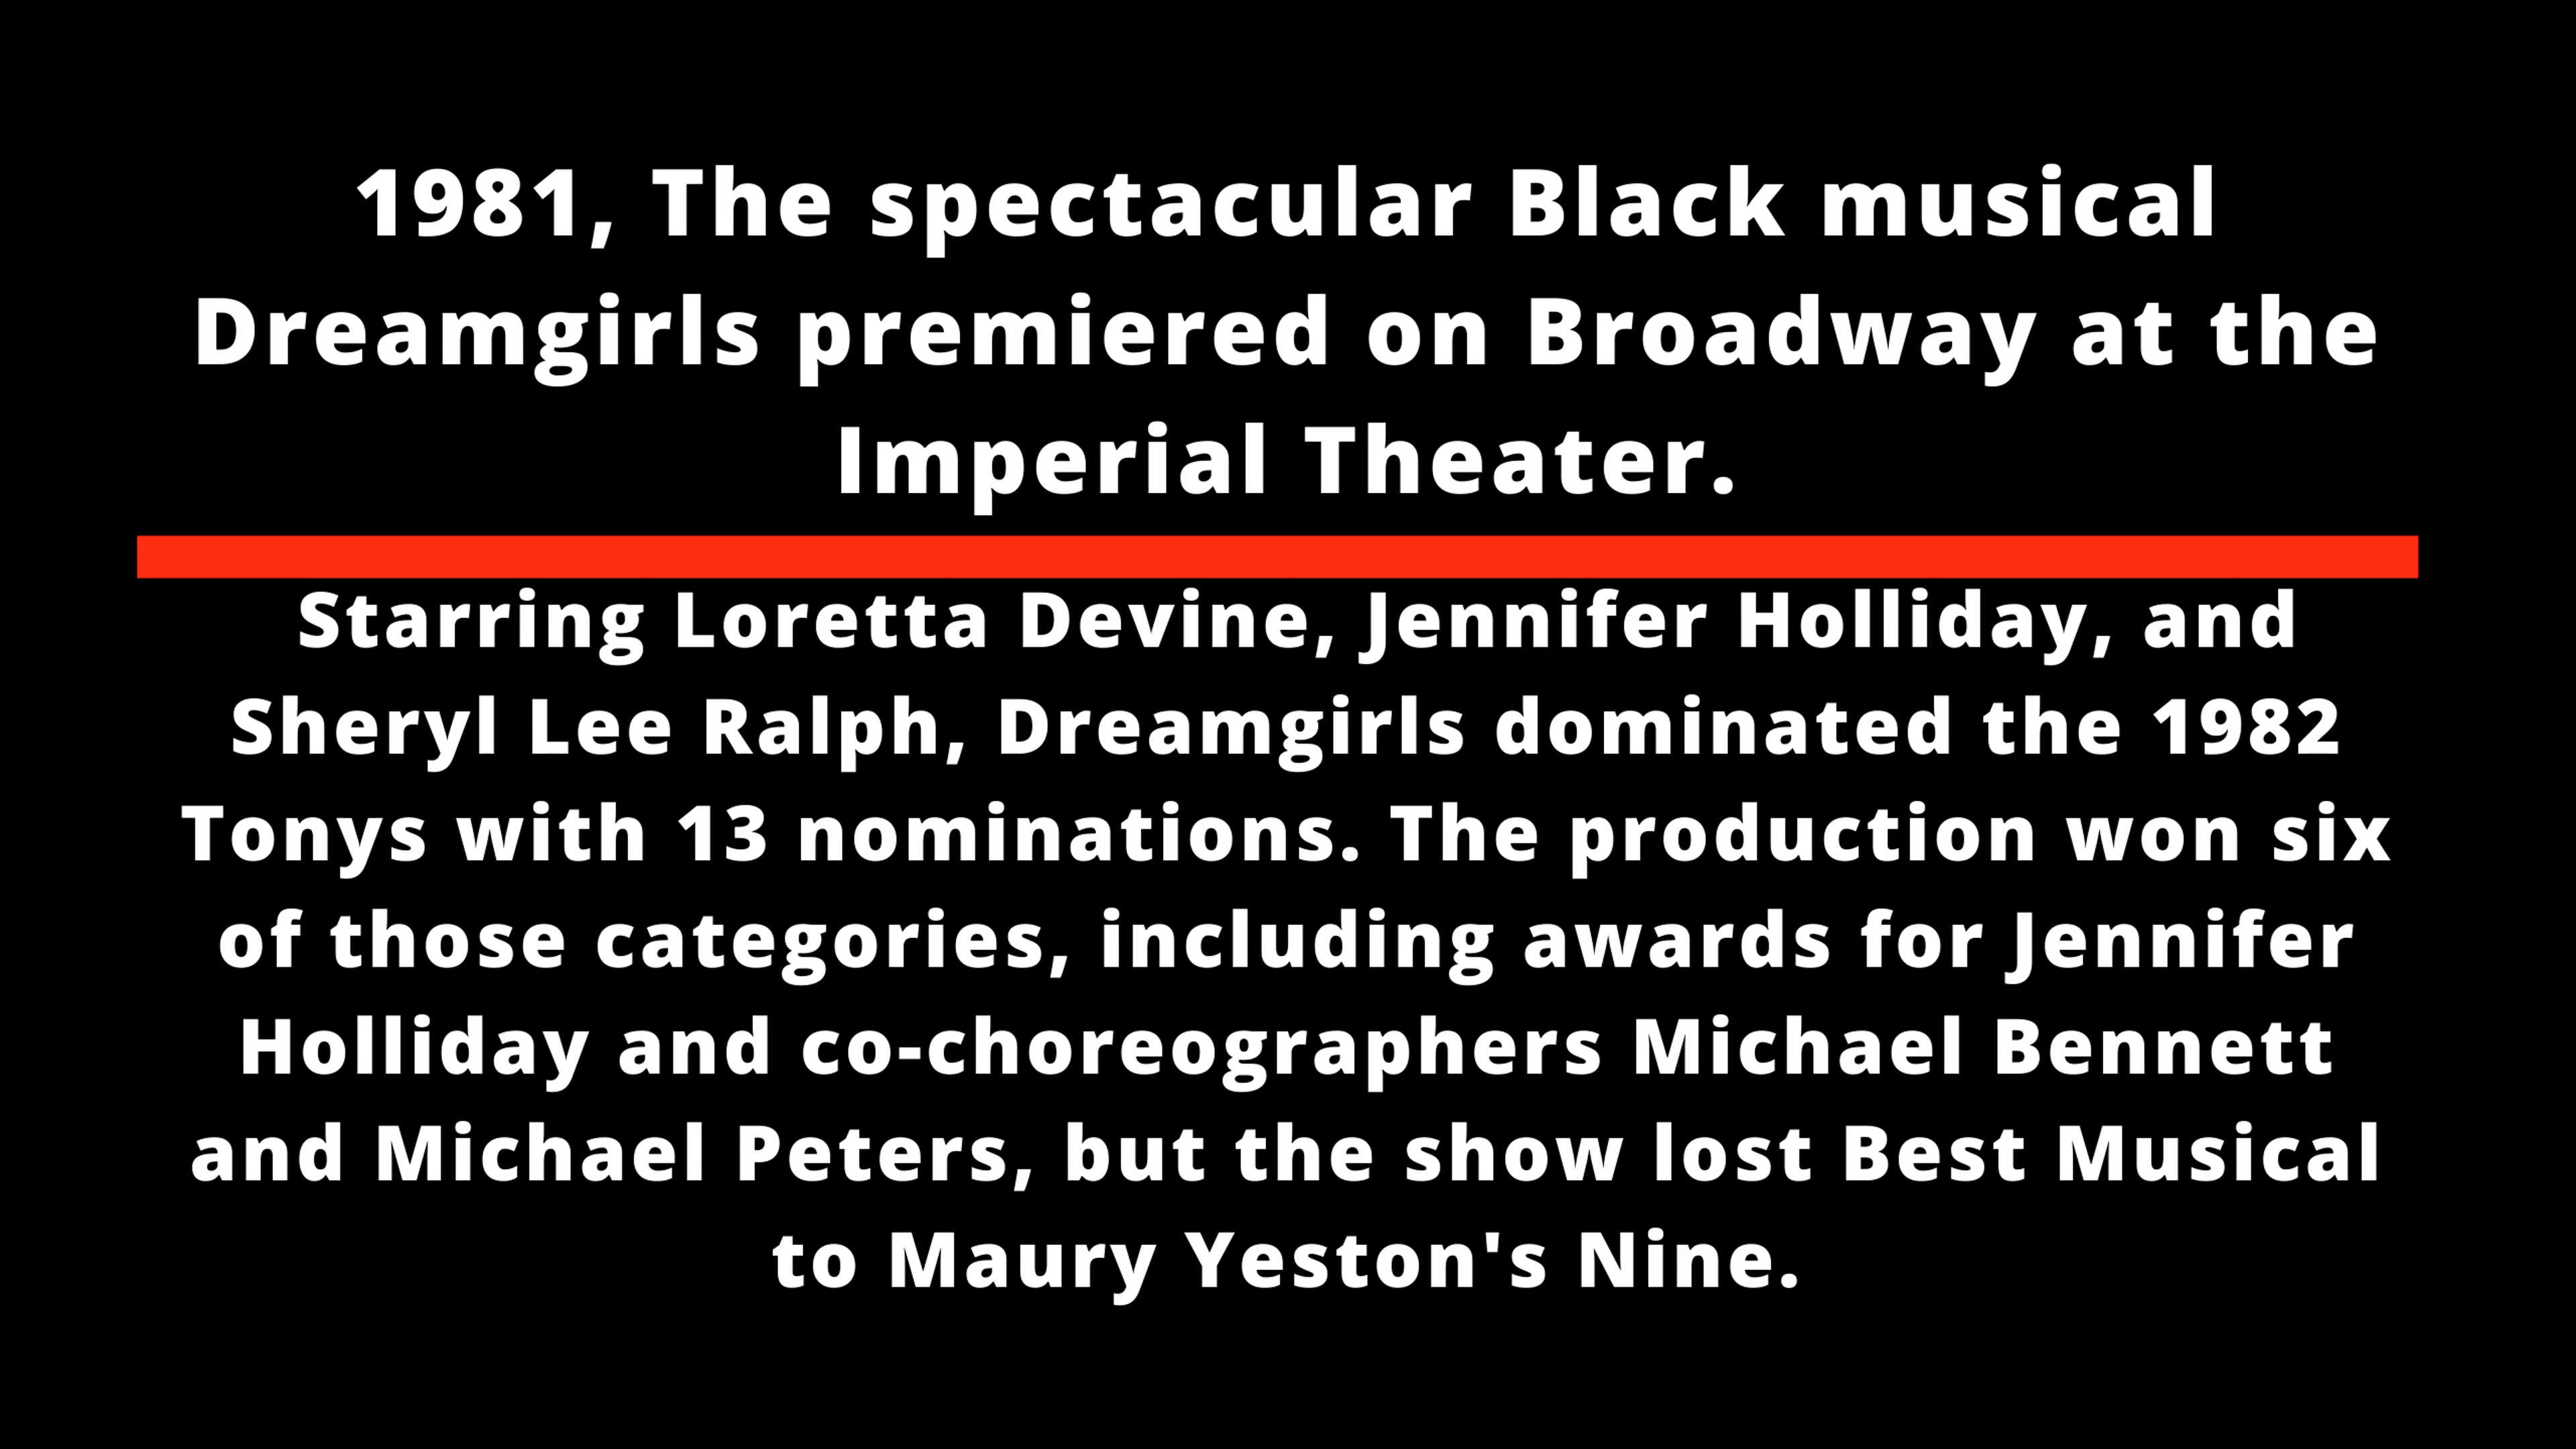 1981, The spectacular Black musical
Dreamgirls premiered on Broadway at the
Imperial Theater.
Starring Loretta Devine, Jennifer Holliday, and
Sheryl Lee Ralph, Dreamgirls dominated the 1982
Tonys with 13 nominations. The production won six
of those categories, including awards for Jennifer
Holliday and co-choreographers Michael Bennett
and Michael Peters, but the show lost Best Musical
to Maury Yeston's Nine.